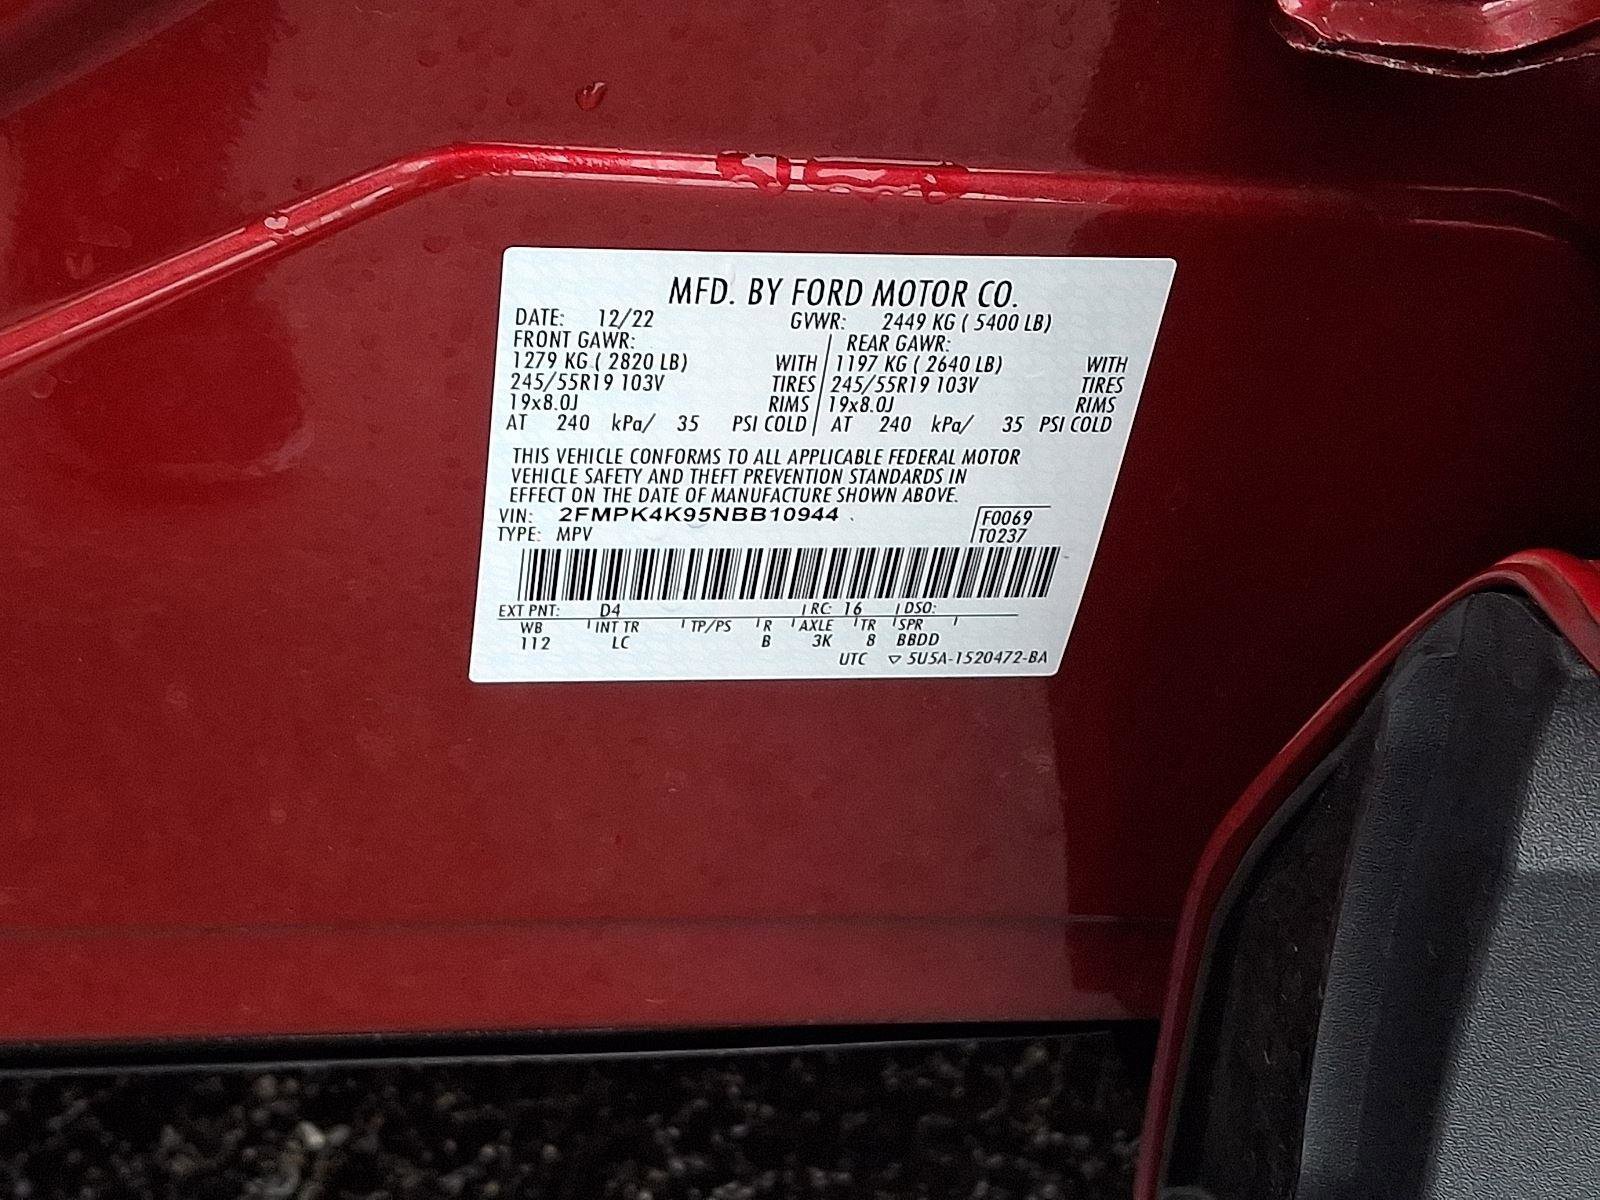 MFD. BY FORD MOTOR CO.
DATE: 12/22 GVWR: 2449 KG ( 5400 LB)
FRONT GAWR: REAR GAWR:
1279 KG ( 2820 LB) WITH 1197 KG ( 2640 LB) WITH
245/55R19 103V TIRES 245/55R19 103V TIRES
19x8.0J RIMS 19x8.0J RIMS
AT 240 kPa/ 35 PSI COLD AT 240 kPa/ 35 PSI COLD
THIS VEHICLE CONFORMS TO ALL APPLICABLE FEDERAL MOTOR
VEHICLE SAFETY AND THEFT PREVENTION STANDARDS IN
EFFECT ON THE DATE OF MANUFACTURE SHOWN ABOVE.
VIN: 2FMPK4K95NBB10944 F0069
TYPE: MPV T0237
EXT PNT: D4 RC: 16 DSO:
WB INT TR TP/PS R AXLE TR SPR
112 LC B 3K 8 BBDD
UTC ▽ 5U5A-1520472-BA